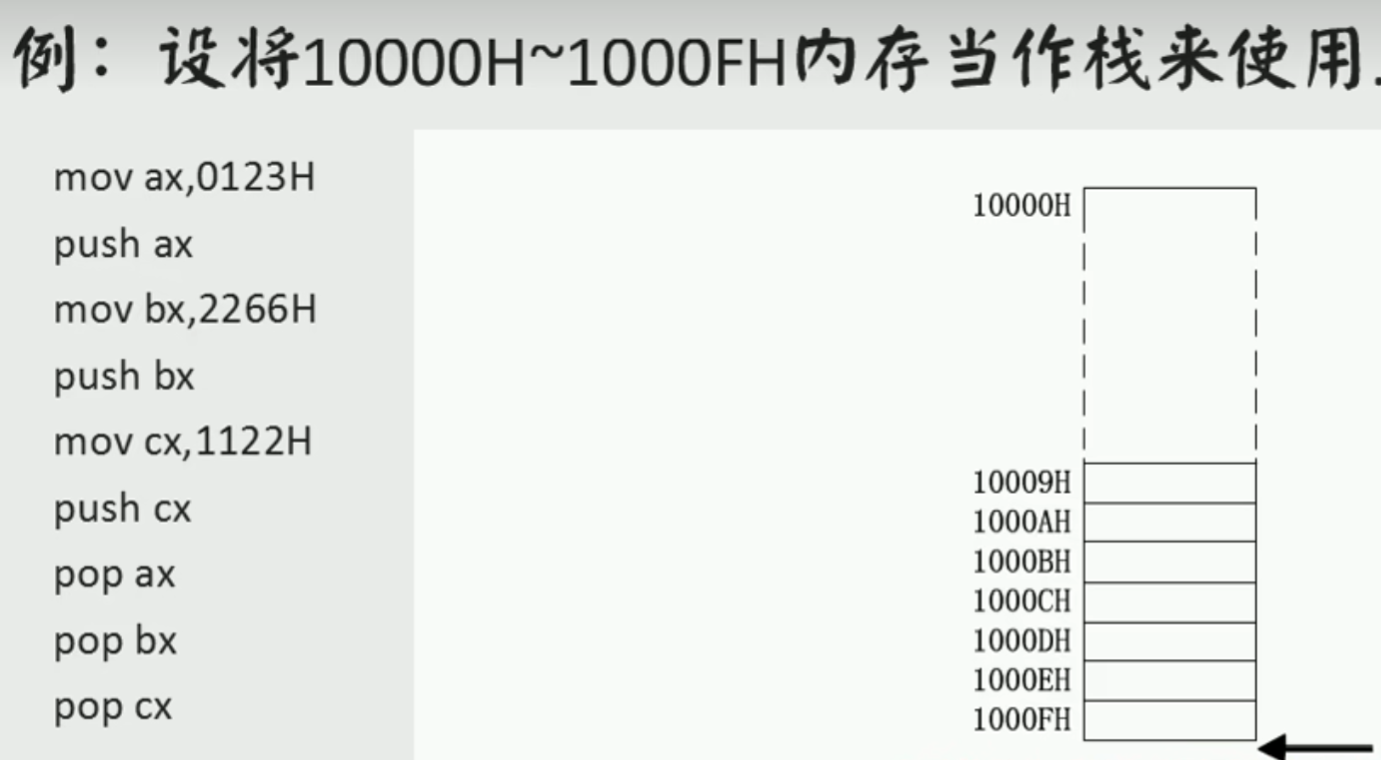 例：设将10000H~1000FH内存当作栈来使用.
mov ax,0123H
push ax
mov bx,2266H
push bx
mov cx,1122H
push cx
pop ax
pop bx
pop cx
10000H
10009H
1000AH
1000BH
1000CH
1000DH
1000EH
1000FH